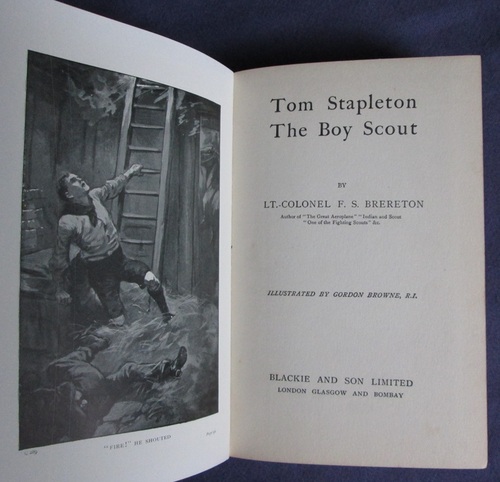 "FIRE!" HE SHOUTED
Tom Stapleton
The Boy Scout
BY
LT.-COLONEL F. S. BRERETON
Author of "The Great Aeroplane" "Indian and Scout
"One of the Fighting Scouts" &c.
ILLUSTRATED BY GORDON BROWNE, R.I.
BLACKIE AND SON LIMITED
LONDON GLASGOW AND BOMBAY